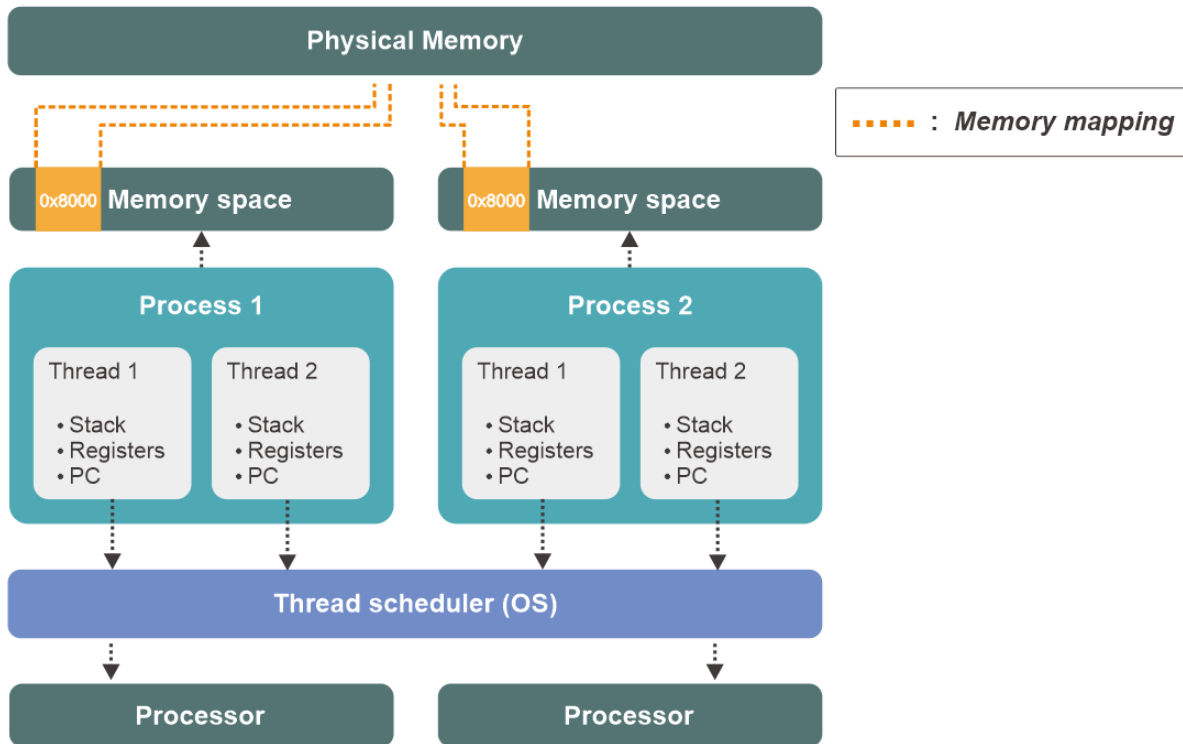 Physical Memory
: Memory mapping
0x8000 Memory space
0x8000 Memory space
Process 1
Thread 1
• Stack
• Registers
• PC
Thread 2
• Stack
• Registers
• PC
Process 2
Thread 1
• Stack
• Registers
• PC
Thread 2
• Stack
• Registers
• PC
Thread scheduler (OS)
Processor
Processor